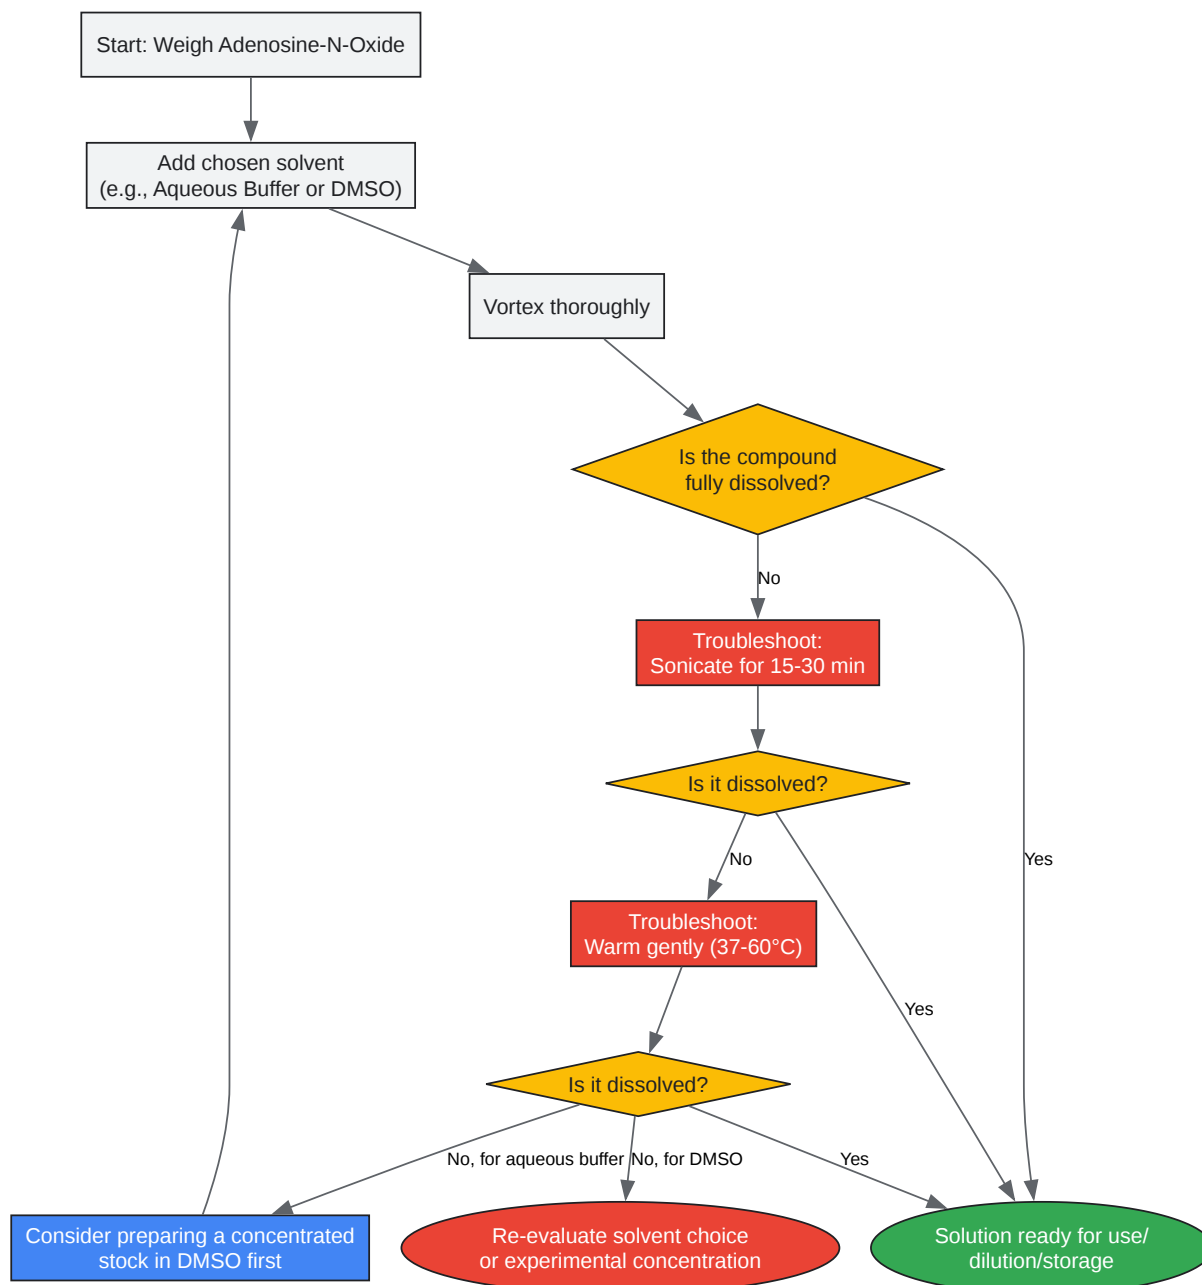 Start: Weigh Adenosine-N-Oxide
Add chosen solvent
(e.g., Aqueous Buffer or DMSO)
Vortex thoroughly
Is the compound
fully dissolved?
No
Troubleshoot:
Sonicate for 15-30 min
Is it dissolved?
No
Yes
Troubleshoot:
Warm gently (37-60°C)
Yes
Is it dissolved?
No, for aqueous buffer
No, for DMSO
Yes
Consider preparing a concentrated
stock in DMSO first
Re-evaluate solvent choice
or experimental concentration
Solution ready for use/
dilution/storage